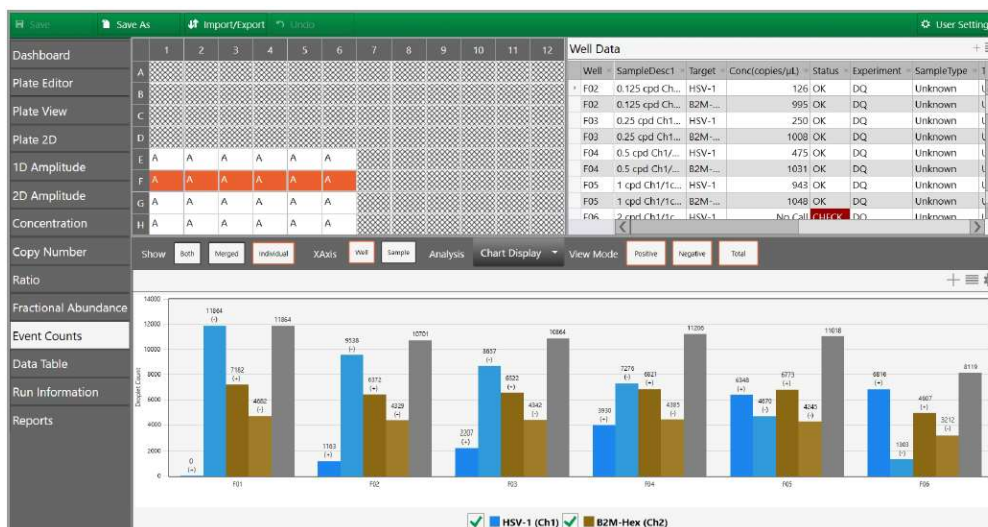 Save Save As Import/Export Undo User Setting
Dashboard
Plate Editor
Plate View
Plate 2D
1D Amplitude
2D Amplitude
Concentration
Copy Number
Ratio
Fractional Abundance
Event Counts
Data Table
Run Information
Reports
1 2 3 4 5 6 7 8 9 10 11 12
A
B
C
D
E A A A A A A
F A A A A A A
G A A A A A A
H A A A A A A
Well Data
Well SampleDesc1 Target Conc(copies/µL) Status Experiment SampleType
F02 0.125 cpd Ch... HSV-1 126 OK DQ Unknown
F02 0.125 cpd Ch... B2M-... 995 OK DQ Unknown
F03 0.25 cpd Ch1... HSV-1 250 OK DQ Unknown
F03 0.25 cpd Ch1... B2M-... 1008 OK DQ Unknown
F04 0.5 cpd Ch1/... HSV-1 475 OK DQ Unknown
F04 0.5 cpd Ch1/... B2M-... 1031 OK DQ Unknown
F05 1 cpd Ch1/1c... HSV-1 943 OK DQ Unknown
F05 1 cpd Ch1/1c... B2M-... 1048 OK DQ Unknown
F06 2 cpd Ch1/1c... HSV-1 No Call CHECK DQ Unknown
Show Both Merged Individual XAxis Well Sample Analysis Chart Display View Mode Positive Negative Total
Droplet Count
14000
12000
10000
8000
6000
4000
2000
0
0 (+) 11864 (-) 7182 (+) 4682 (-) 11864
1163 (+) 9538 (-) 6372 (+) 4329 (-) 10701
2207 (+) 8657 (-) 6522 (+) 4342 (-) 10864
3930 (+) 7276 (-) 6821 (+) 4385 (-) 11206
6348 (+) 4670 (-) 6773 (+) 4245 (-) 11018
6816 (+) 1303 (-) 4907 (+) 3212 (-) 8119
F01 F02 F03 F04 F05 F06
HSV-1 (Ch1) B2M-Hex (Ch2)